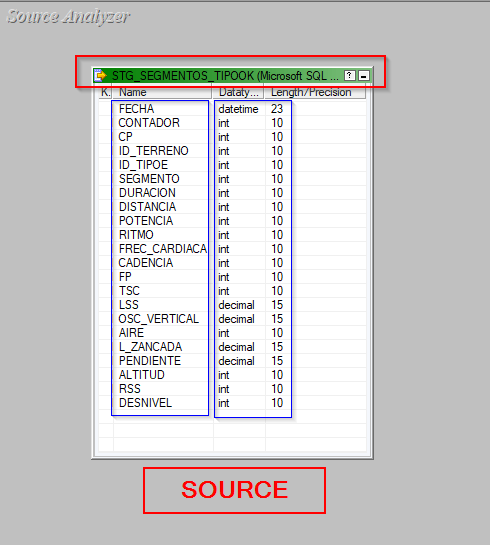 Source Analyzer
STG_SEGMENTOS_TIPOOK (Microsoft SQL ... ?
K. Name Dataty... Length/Precision
FECHA datetime 23
CONTADOR int 10
CP int 10
ID_TERRENO int 10
ID_TIPOE int 10
SEGMENTO int 10
DURACION int 10
DISTANCIA int 10
POTENCIA int 10
RITMO int 10
FREC_CARDIACA int 10
CADENCIA int 10
FP int 10
TSC int 10
LSS decimal 15
OSC_VERTICAL decimal 15
AIRE int 10
L_ZANCADA decimal 15
PENDIENTE decimal 15
ALTITUD int 10
RSS int 10
DESNIVEL int 10
SOURCE